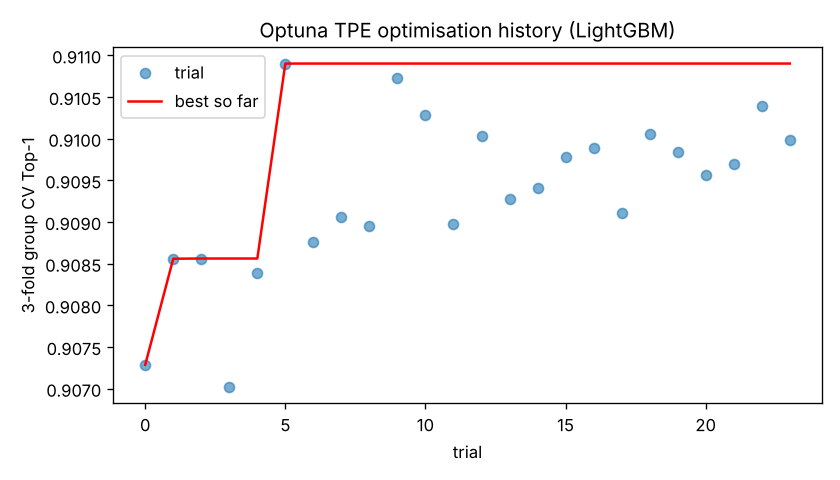 Optuna TPE optimisation history (LightGBM)
trial
best so far
3-fold group CV Top-1
0.9110
0.9105
0.9100
0.9095
0.9090
0.9085
0.9080
0.9075
0.9070
0
5
10
15
20
trial